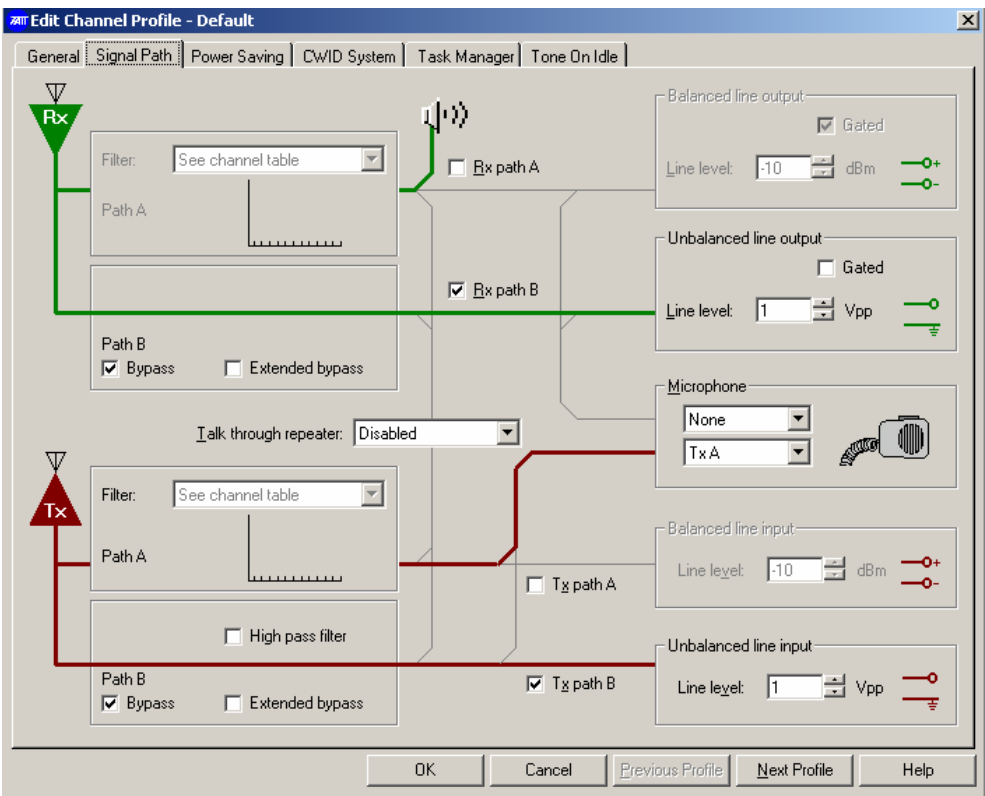 TAIT Edit Channel Profile - Default
General Signal Path Power Saving CWID System Task Manager Tone On Idle
Rx
Filter: See channel table
Path A
Rx path A
Balanced line output
Gated
Line level: -10 dBm
Rx path B
Path B
Bypass Extended bypass
Unbalanced line output
Gated
Line level: 1 Vpp
Talk through repeater: Disabled
Microphone
None
Tx A
Tx
Filter: See channel table
Path A
Tx path A
Balanced line input
Line level: -10 dBm
High pass filter
Path B
Bypass Extended bypass
Tx path B
Unbalanced line input
Line level: 1 Vpp
OK Cancel Previous Profile Next Profile Help